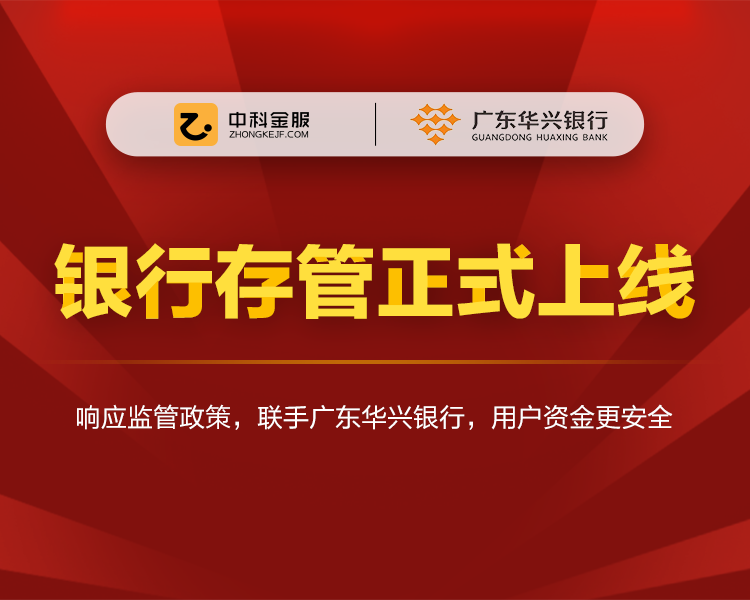 中科金服
ZHONGKEJF.COM
广东华兴银行
GUANGDONG HUAXING BANK
银行存管正式上线
响应监管政策，联手广东华兴银行，用户资金更安全